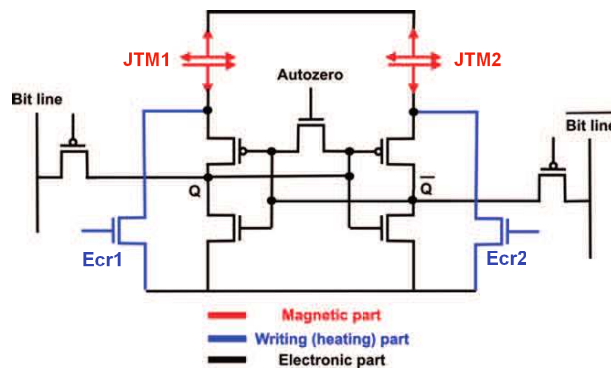 JTM1
JTM2
Autozero
Bit line
Bit line
Q
Q
Ecr1
Ecr2
Magnetic part
Writing (heating) part
Electronic part